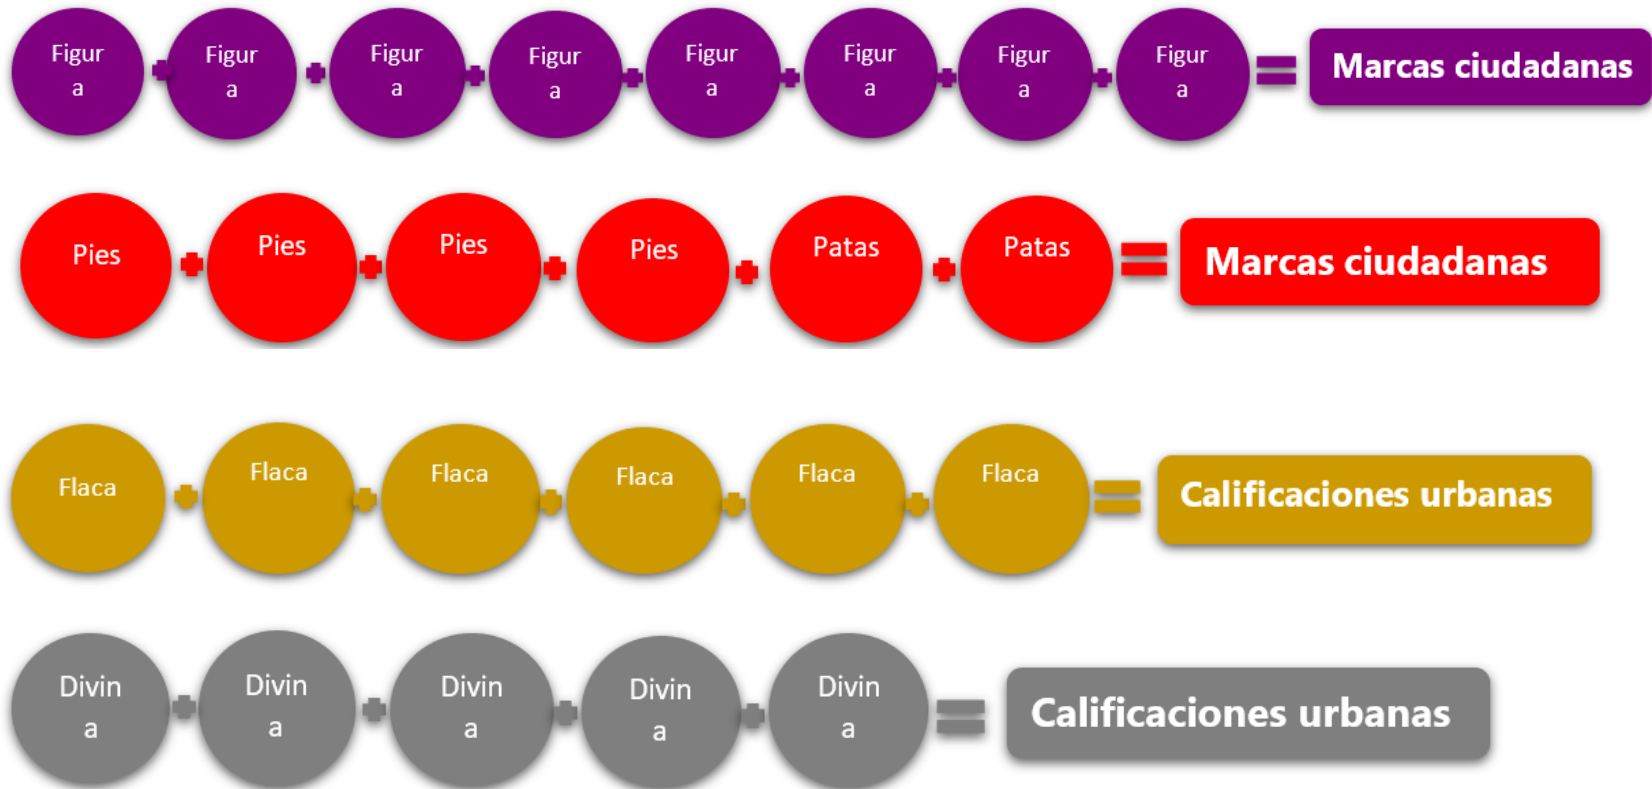 Figur
a
Figur
a
Figur
a
Figur
a
Figur
a
Figur
a
Figur
a
Figur
a
Marcas ciudadanas
Pies
Pies
Pies
Pies
Patas
Patas
Marcas ciudadanas
Flaca
Flaca
Flaca
Flaca
Flaca
Flaca
Calificaciones urbanas
Divin
a
Divin
a
Divin
a
Divin
a
Divin
a
Calificaciones urbanas